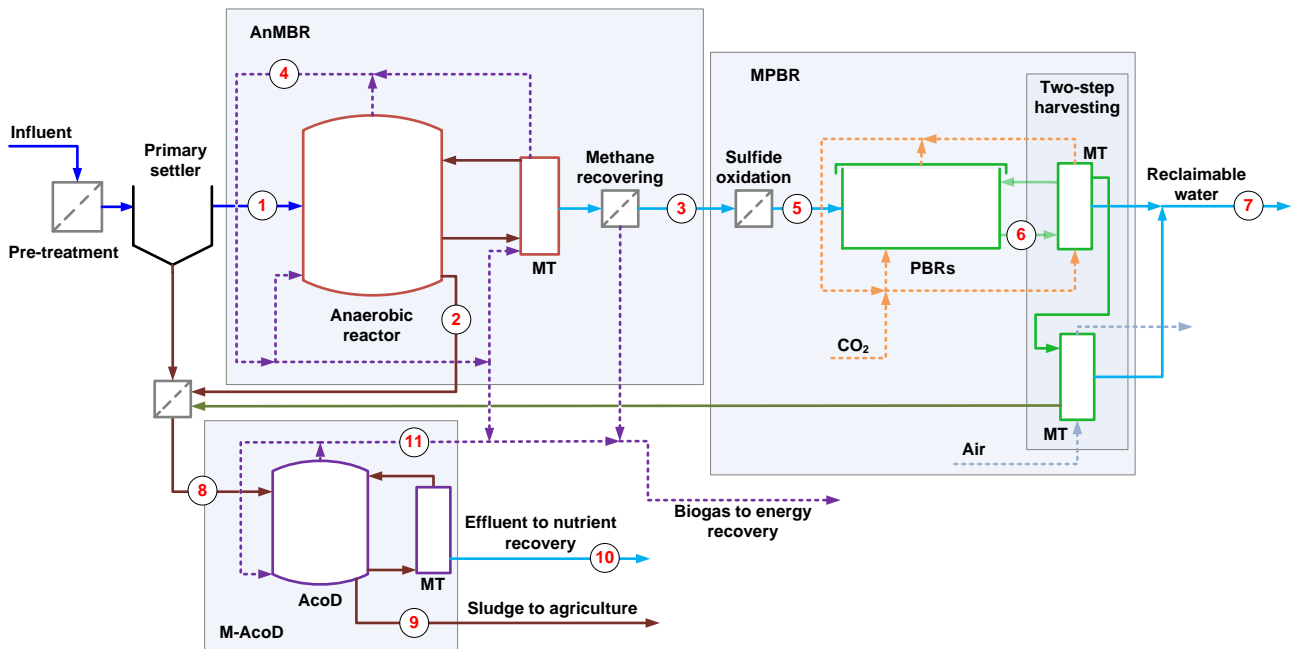 AnMBR
4
MPBR
Two-step
harvesting
Influent
Primary
settler
Methane
recovering
Sulfide
oxidation
MT
Reclaimable
water
1
3
5
6
7
Pre-treatment
MT
PBRs
Anaerobic
reactor
2
CO2
MT
Air
11
8
Biogas to energy
recovery
Effluent to nutrient
recovery
10
MT
AcoD
9
Sludge to agriculture
M-AcoD